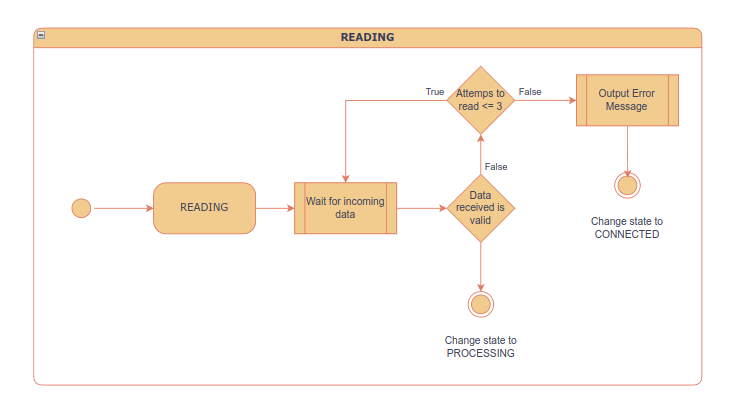 READING
True
Attemps to
read <= 3
False
Output Error
Message
False
READING
Wait for incoming
data
Data
received is
valid
Change state to
CONNECTED
Change state to
PROCESSING